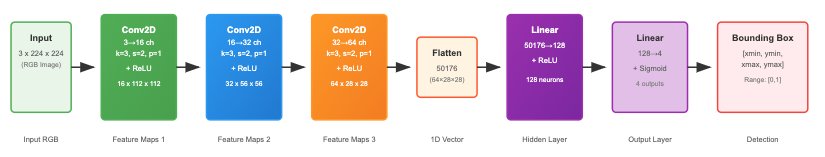 Input
3 x 224 x 224
(RGB Image)
Input RGB
Conv2D
3→16 ch
k=3, s=2, p=1
+ ReLU
16 x 112 x 112
Feature Maps 1
Conv2D
16→32 ch
k=3, s=2, p=1
+ ReLU
32 x 56 x 56
Feature Maps 2
Conv2D
32→64 ch
k=3, s=2, p=1
+ ReLU
64 x 28 x 28
Feature Maps 3
Flatten
50176
(64×28×28)
1D Vector
Linear
50176→128
+ ReLU
128 neurons
Hidden Layer
Linear
128→4
+ Sigmoid
4 outputs
Output Layer
Bounding Box
[xmin, ymin,
xmax, ymax]
Range: [0,1]
Detection